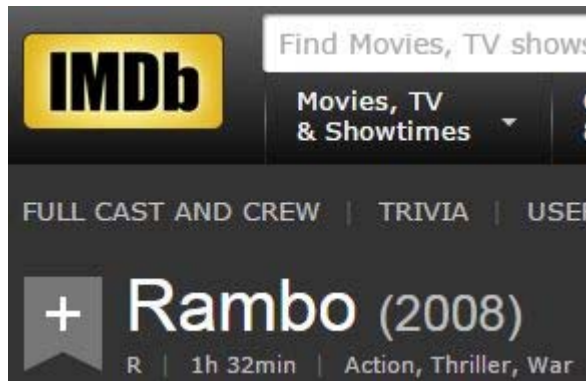 IMDb
Find Movies, TV shows
Movies, TV
& Showtimes
FULL CAST AND CREW | TRIVIA |
+ Rambo (2008)
R | 1h 32min | Action, Thriller, War